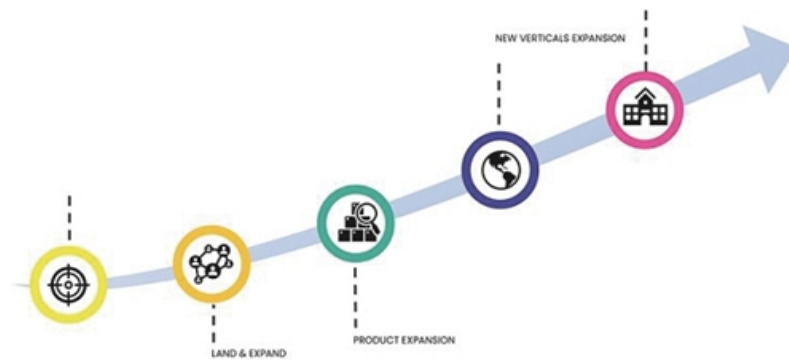 NEW VERTICALS EXPANSION
PRODUCT EXPANSION
LAND & EXPAND